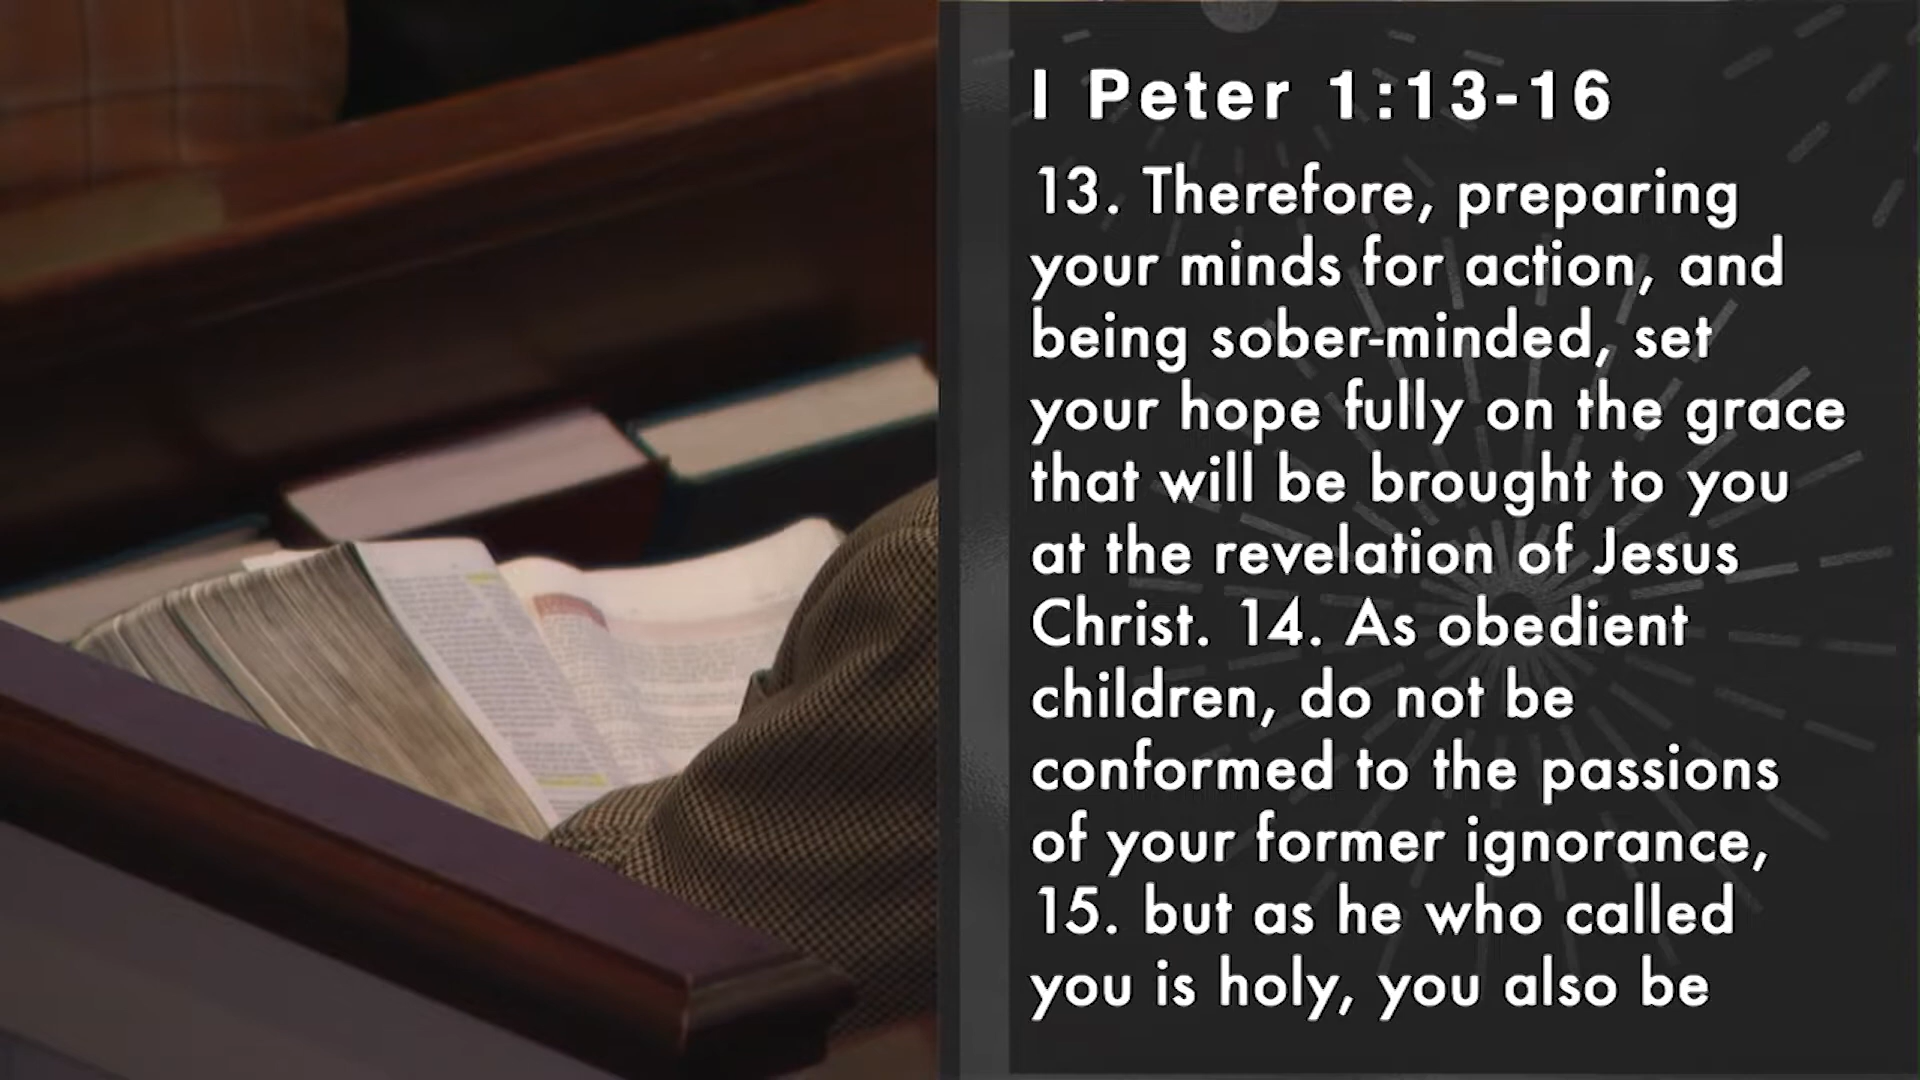 I Peter 1:13-16
13. Therefore, preparing
your minds for action, and
being sober-minded, set
your hope fully on the grace
that will be brought to you
at the revelation of Jesus
Christ. 14. As obedient
children, do not be
conformed to the passions
of your former ignorance,
15. but as he who called
you is holy, you also be